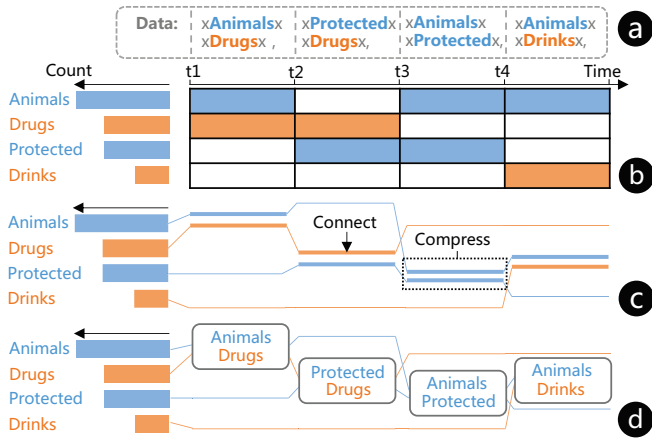 Data: xAnimalsx xProtectedx xAnimalsx xAnimalsx
xDrugsx , xDrugsx, xProtectedx, xDrinksx,
a
Count t1 t2 t3 t4 Time
Animals
Drugs
Protected
Drinks
b
Animals
Connect
Drugs
Compress
Protected
Drinks
c
Animals
Drugs
Protected
Drinks
Animals
Drugs
Protected
Drugs
Animals
Protected
Animals
Drinks
d